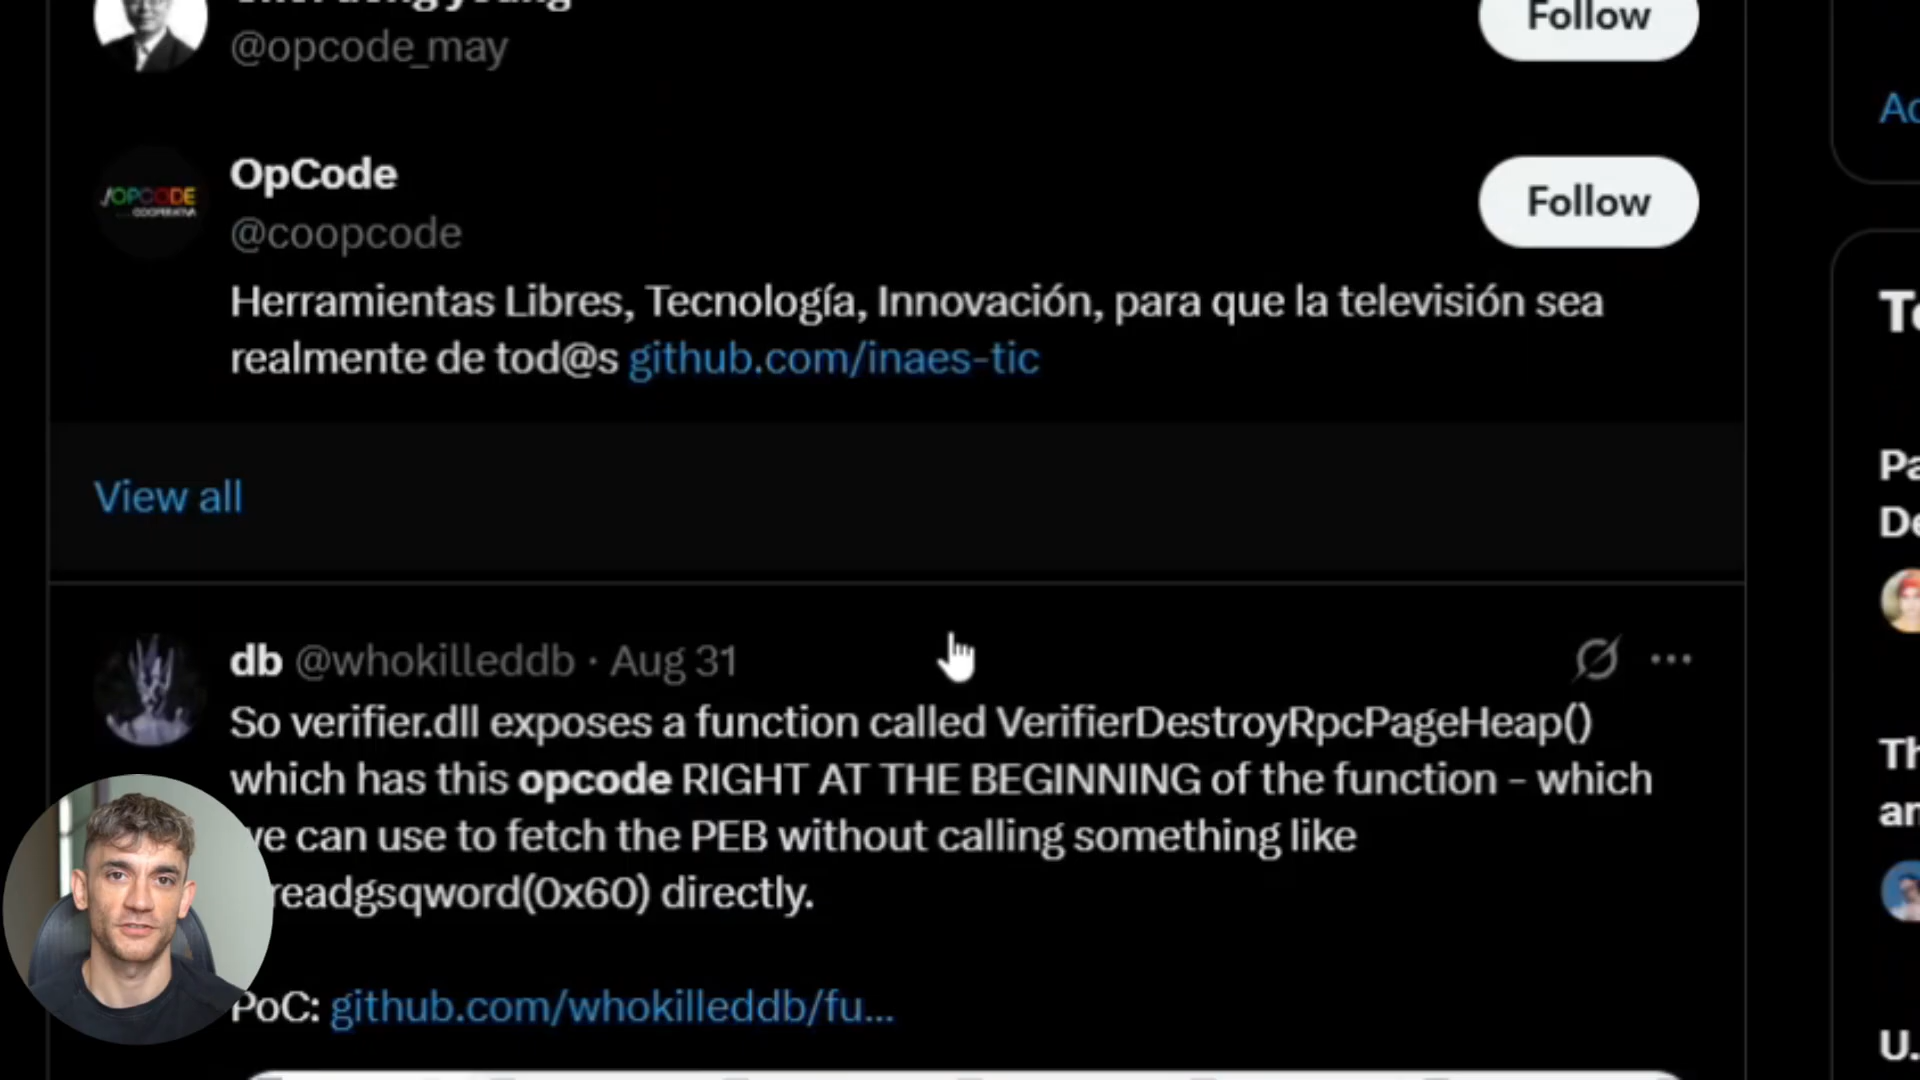 @opcode_may
Follow
OpCode
@coopcode
Follow
/OPCODE
COOPERATIVA
Herramientas Libres, Tecnología, Innovación, para que la televisión sea
realmente de tod@s github.com/inaes-tic
View all
db @whokilleddb · Aug 31
So verifier.dll exposes a function called VerifierDestroyRpcPageHeap()
which has this opcode RIGHT AT THE BEGINNING of the function - which
we can use to fetch the PEB without calling something like
readgsqword(0x60) directly.
PoC: github.com/whokilleddb/fu...
U.